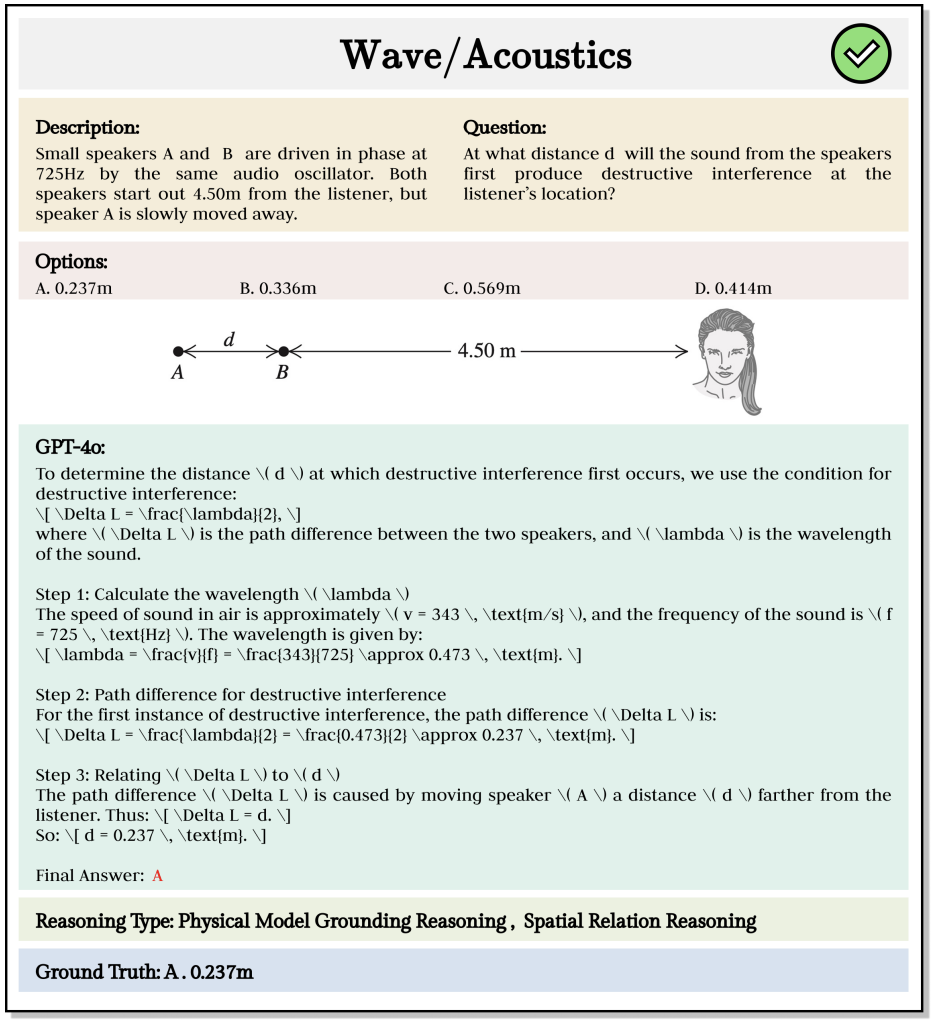 Wave/Acoustics
Description:
Small speakers A and B are driven in phase at
725Hz by the same audio oscillator. Both
speakers start out 4.50m from the listener, but
speaker A is slowly moved away.
Question:
At what distance d will the sound from the speakers
first produce destructive interference at the
listener's location?
Options:
A. 0.237m
B. 0.336m
C. 0.569m
D. 0.414m
d
4.50 m
A
B
GPT-4o:
To determine the distance \( d \) at which destructive interference first occurs, we use the condition for
destructive interference:
\[ \Delta L = \frac{\lambda}{2}, \]
where \( \Delta L \) is the path difference between the two speakers, and \( \lambda \) is the wavelength
of the sound.
Step 1: Calculate the wavelength \( \lambda \)
The speed of sound in air is approximately \( v = 343 \, \text{m/s} \), and the frequency of the sound is \( f
= 725 \, \text{Hz} \). The wavelength is given by:
\[ \lambda = \frac{v}{f} = \frac{343}{725} \approx 0.473 \, \text{m}. \]
Step 2: Path difference for destructive interference
For the first instance of destructive interference, the path difference \( \Delta L \) is:
\[ \Delta L = \frac{\lambda}{2} = \frac{0.473}{2} \approx 0.237 \, \text{m}. \]
Step 3: Relating \( \Delta L \) to \( d \)
The path difference \( \Delta L \) is caused by moving speaker \( A \) a distance \( d \) farther from the
listener. Thus: \[ \Delta L = d. \]
So: \[ d = 0.237 \, \text{m}. \]
Final Answer: A
Reasoning Type: Physical Model Grounding Reasoning , Spatial Relation Reasoning
Ground Truth: A . 0.237m